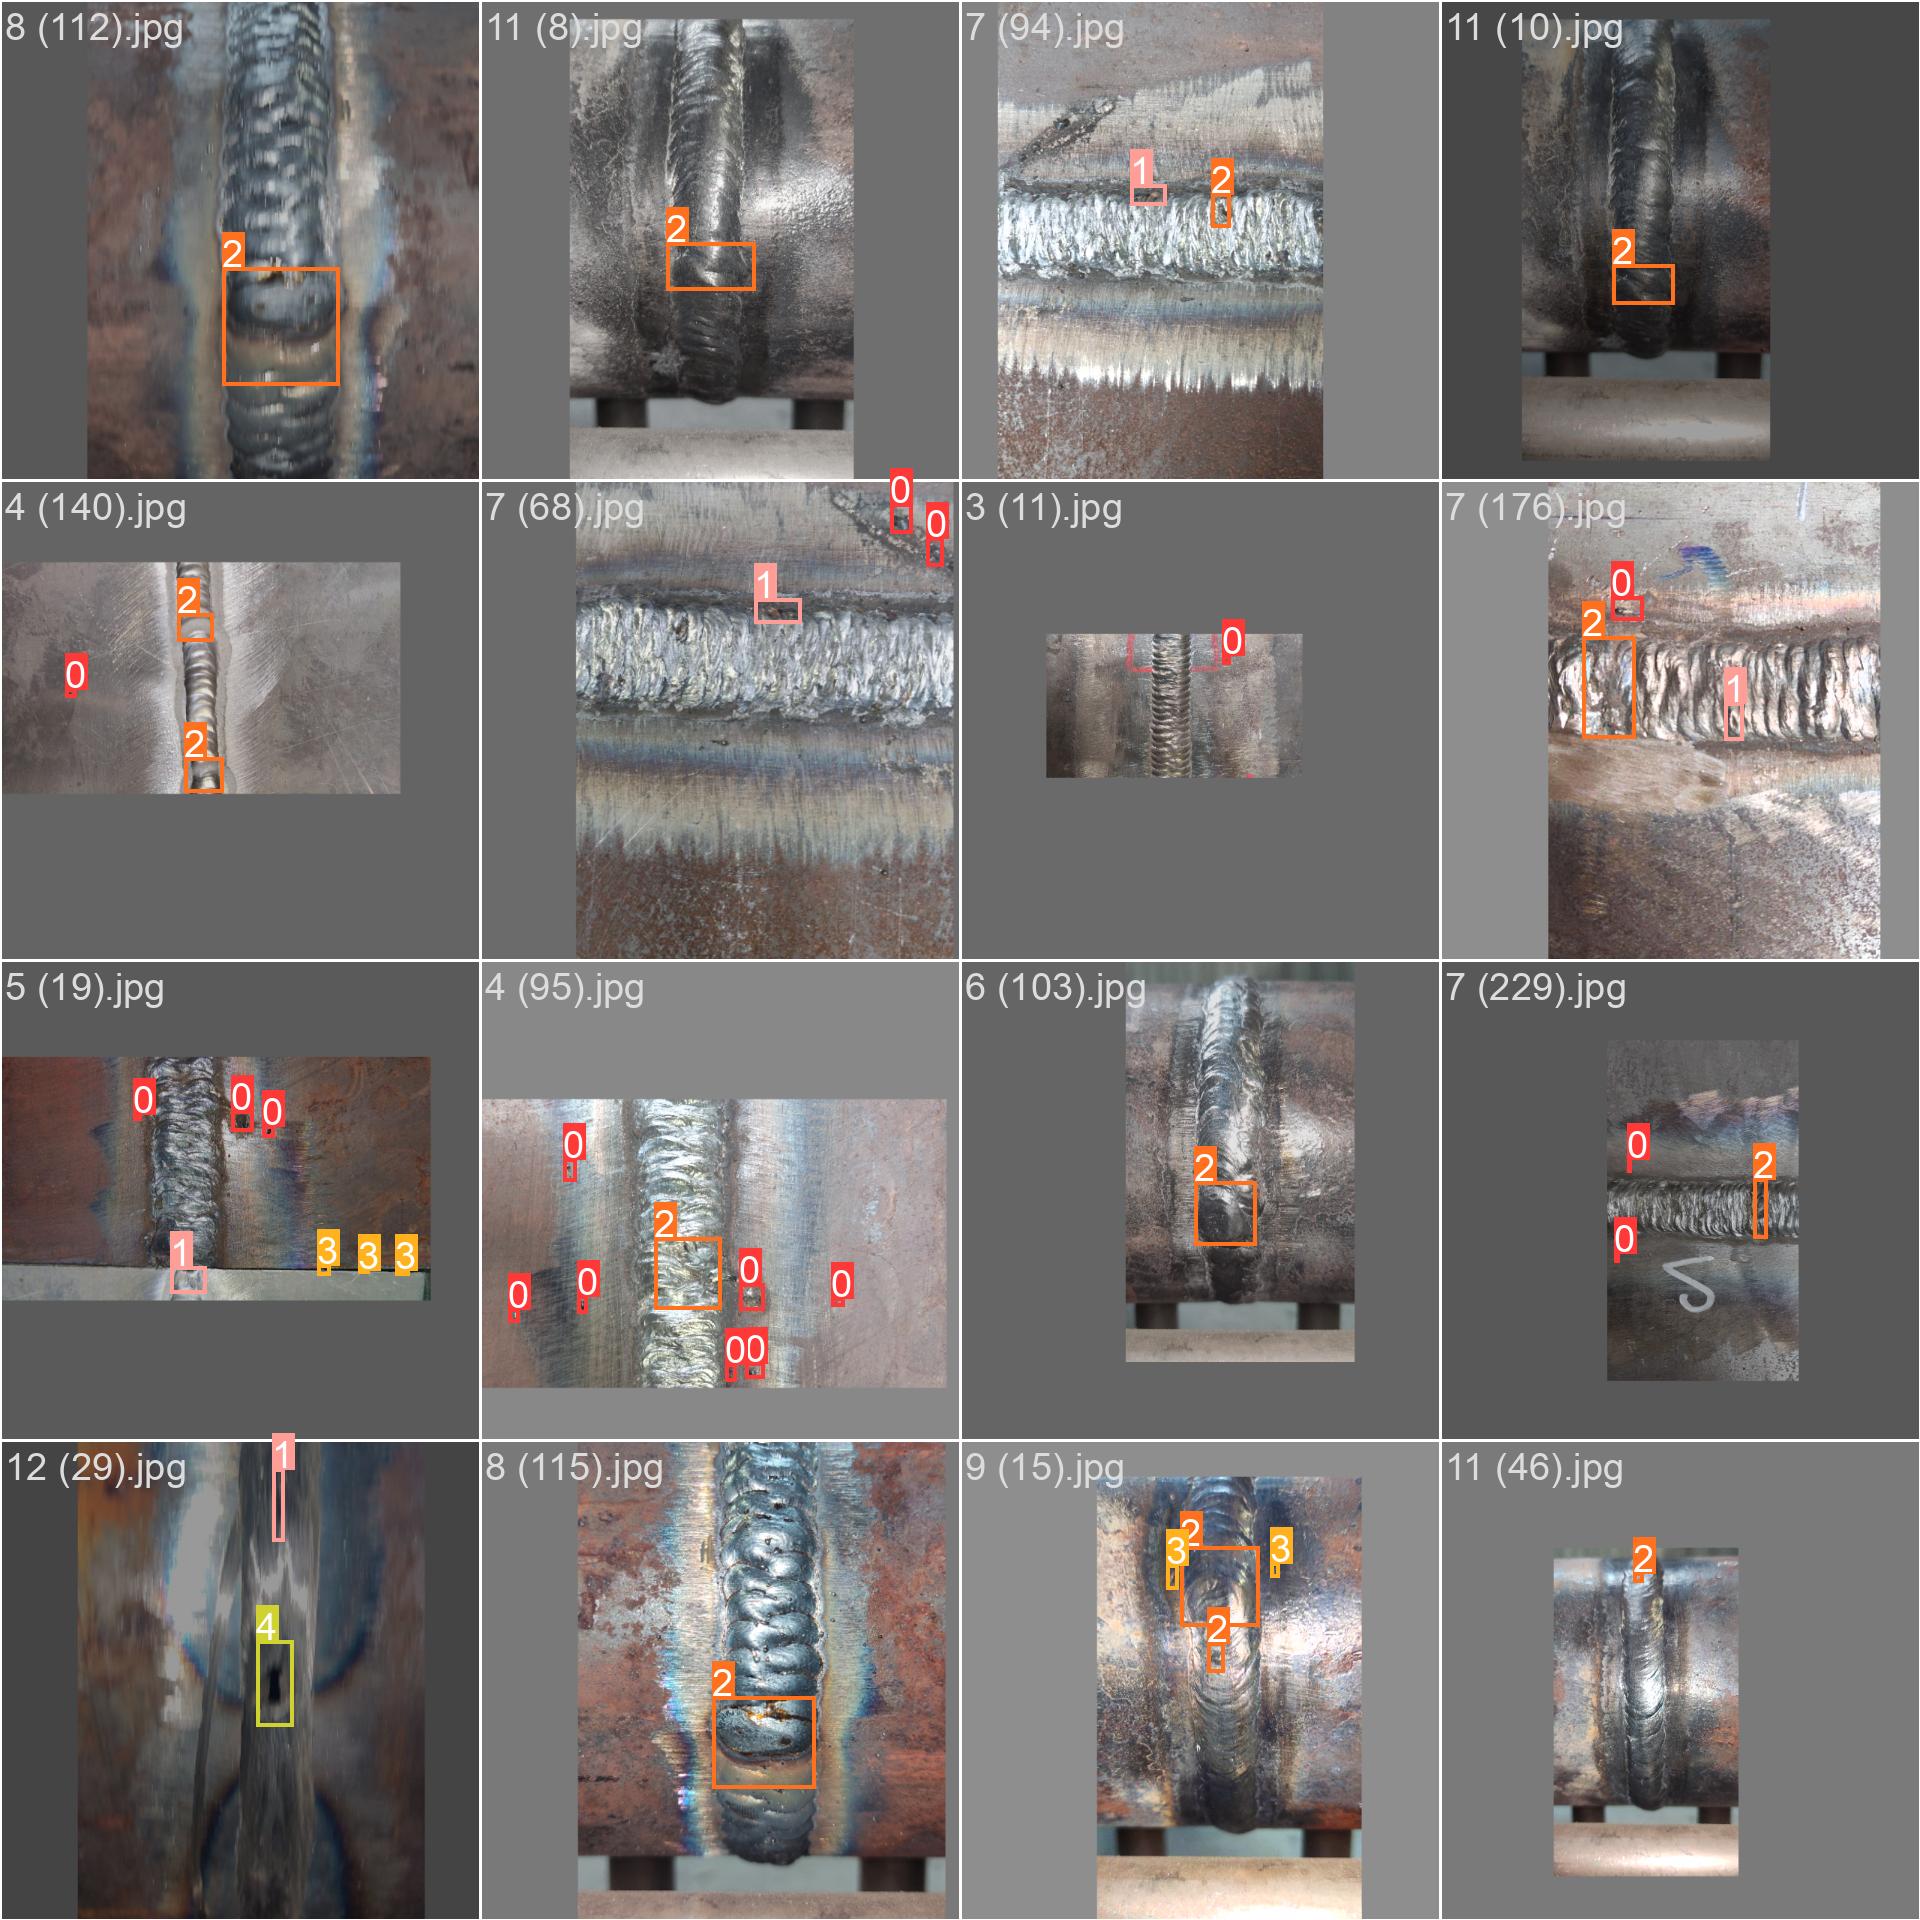 8 (112).jpg
11 (8).jpg
7 (94).jpg
11 (10).jpg
2
2
1
2
2
4 (140).jpg
7 (68).jpg
3 (11).jpg
7 (176).jpg
2
0
2
0
0
1
0
0
2
1
5 (19).jpg
4 (95).jpg
6 (103).jpg
7 (229).jpg
0
0
0
1
3
3
3
0
2
0
0
0
0
0
0
2
0
2
0
S
12 (29).jpg
8 (115).jpg
9 (15).jpg
11 (46).jpg
1
4
2
2
3
3
2
2